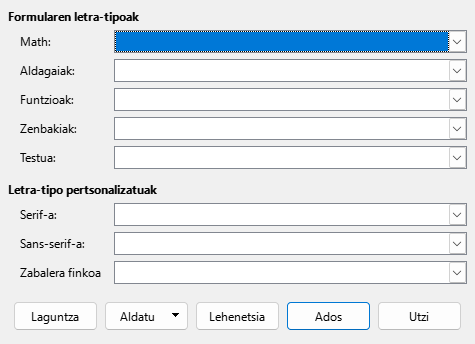 Formularen letra-tipoak
Math:
Aldagaiak:
Funtzioak:
Zenbakiak:
Testua:
Letra-tipo pertsonalizatuak
Serif-a:
Sans-serif-a:
Zabalera finkoa
Laguntza Aldatu Lehenetsia Ados Utzi